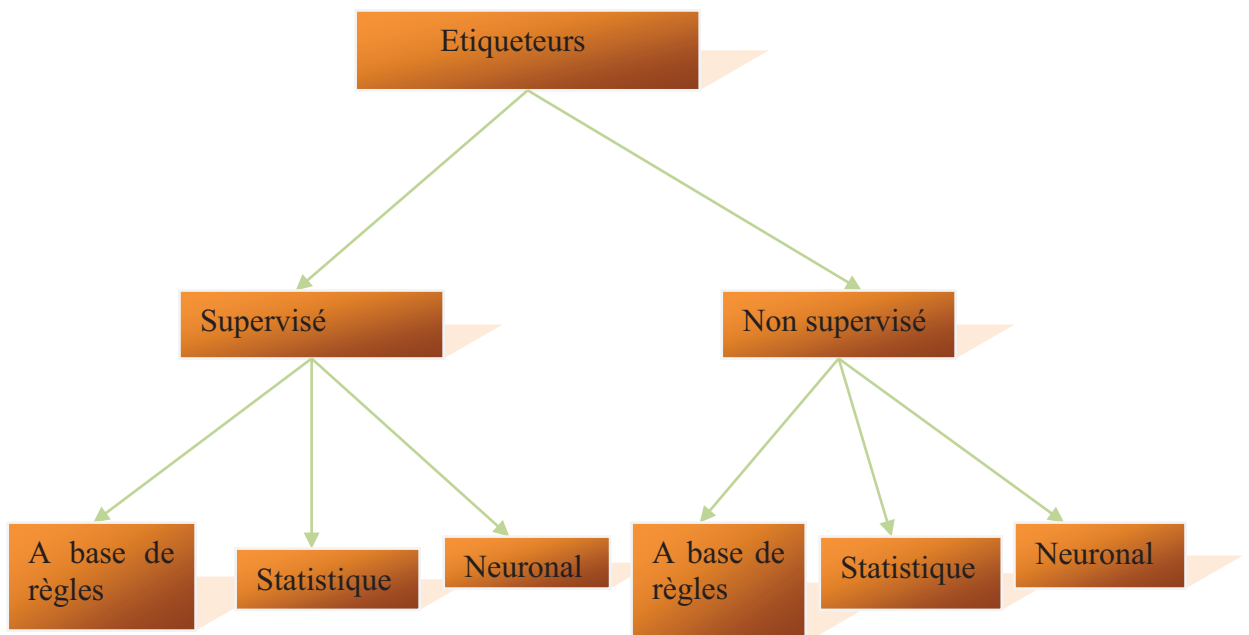 Etiqueteurs
Supervisé
Non supervisé
A base de
règles
Statistique
Neuronal
A base de
règles
Statistique
Neuronal